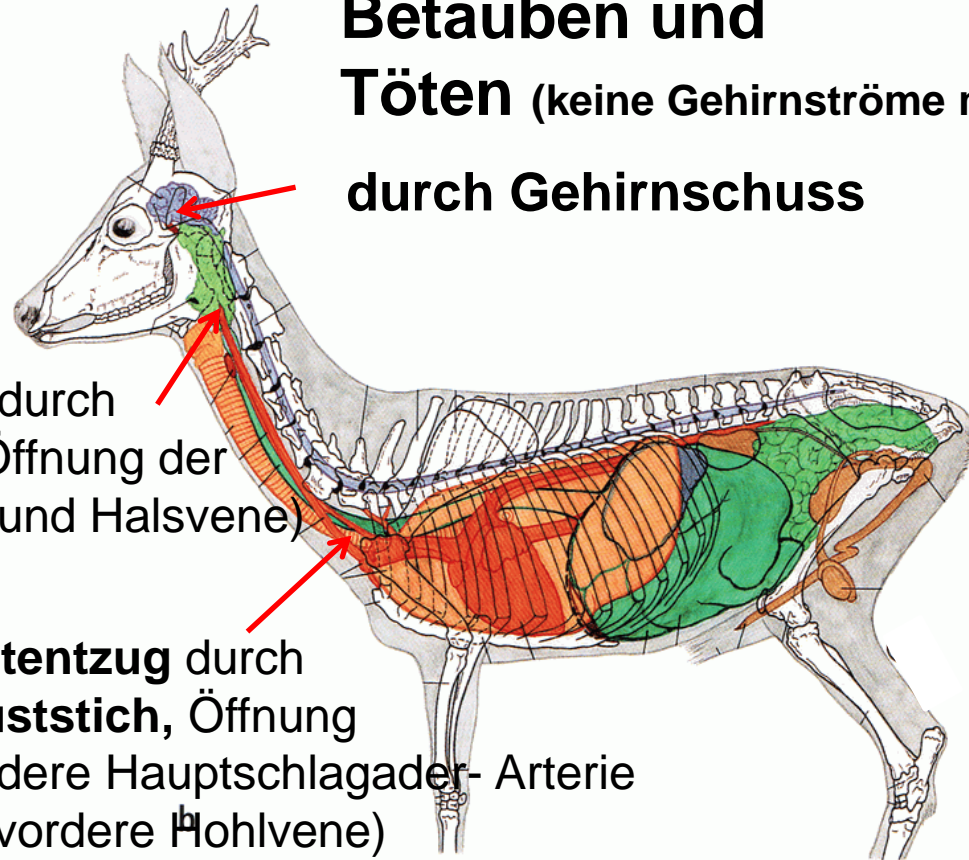 Betäuben und
Töten (keine Gehirnströme
durch Gehirnschuss
durch
Öffnung der
und Halsvene)
tentzug durch
uststich, Öffnung
dere Hauptschlagader- Arterie
vordere Hohlvene)
h